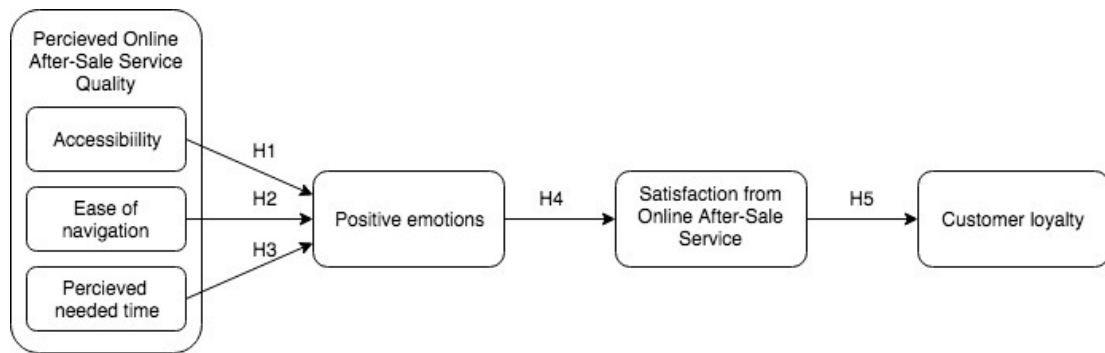 Percieved Online
After-Sale Service
Quality
Accessibiility
H1
Ease of
navigation
H2
Percieved
needed time
H3
Positive emotions
H4
Satisfaction from
Online After-Sale
Service
H5
Customer loyalty